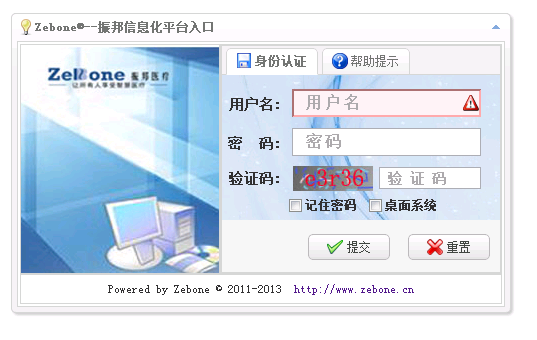 Zebone®--振邦信息化平台入口
Zebone 振邦医疗
让所有人享受智慧医疗
身份认证 帮助提示
用户名： 用户名
密 码： 密码
验证码： e3r36 验证码
记住密码 桌面系统
提交 重置
Powered by Zebone © 2011-2013 http://www.zebone.cn